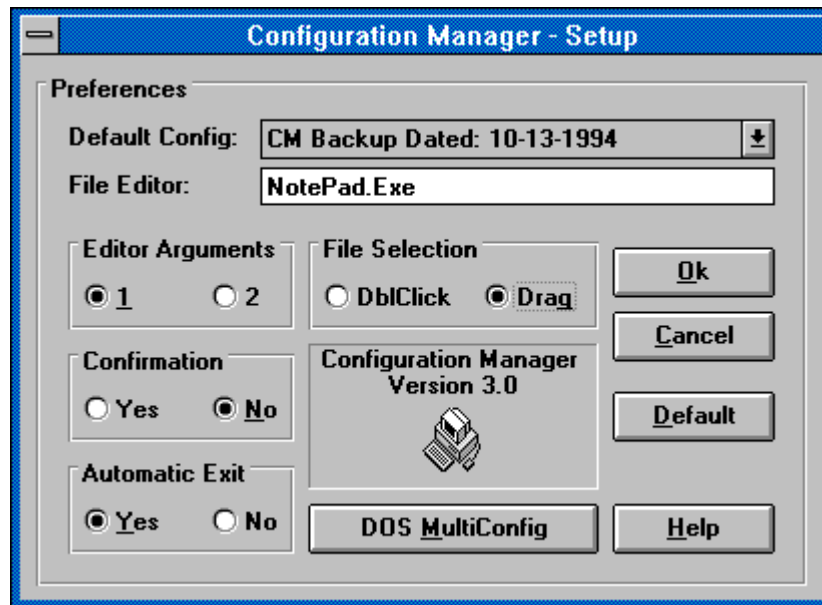 Configuration Manager - Setup
Preferences
Default Config: CM Backup Dated: 10-13-1994
File Editor: NotePad.Exe
Editor Arguments
1 2
File Selection
DblClick Drag
Ok
Cancel
Confirmation
Yes No
Configuration Manager
Version 3.0
Default
Automatic Exit
Yes No
DOS MultiConfig
Help